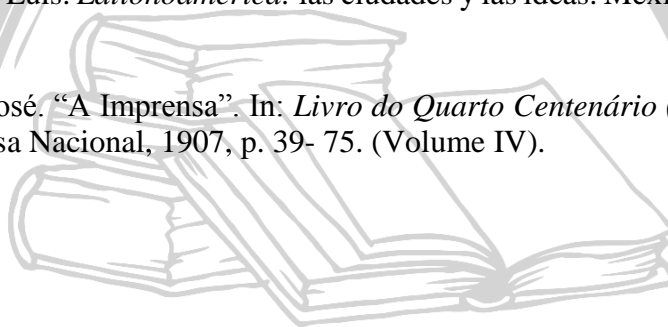 Luis. Latinoamérica: las ciudades y las ideas. Méxi
osé. “A Imprensa”. In: Livro do Quarto Centenário (
sa Nacional, 1907, p. 39- 75. (Volume IV).